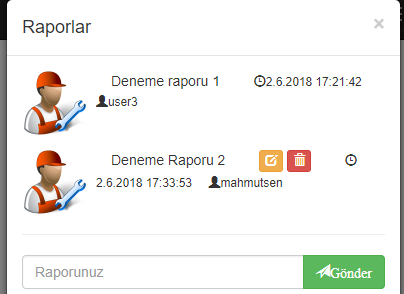 Raporlar ×
Deneme raporu 1 2.6.2018 17:21:42
user3
Deneme Raporu 2
2.6.2018 17:33:53 mahmutsen
Raporunuz Gönder